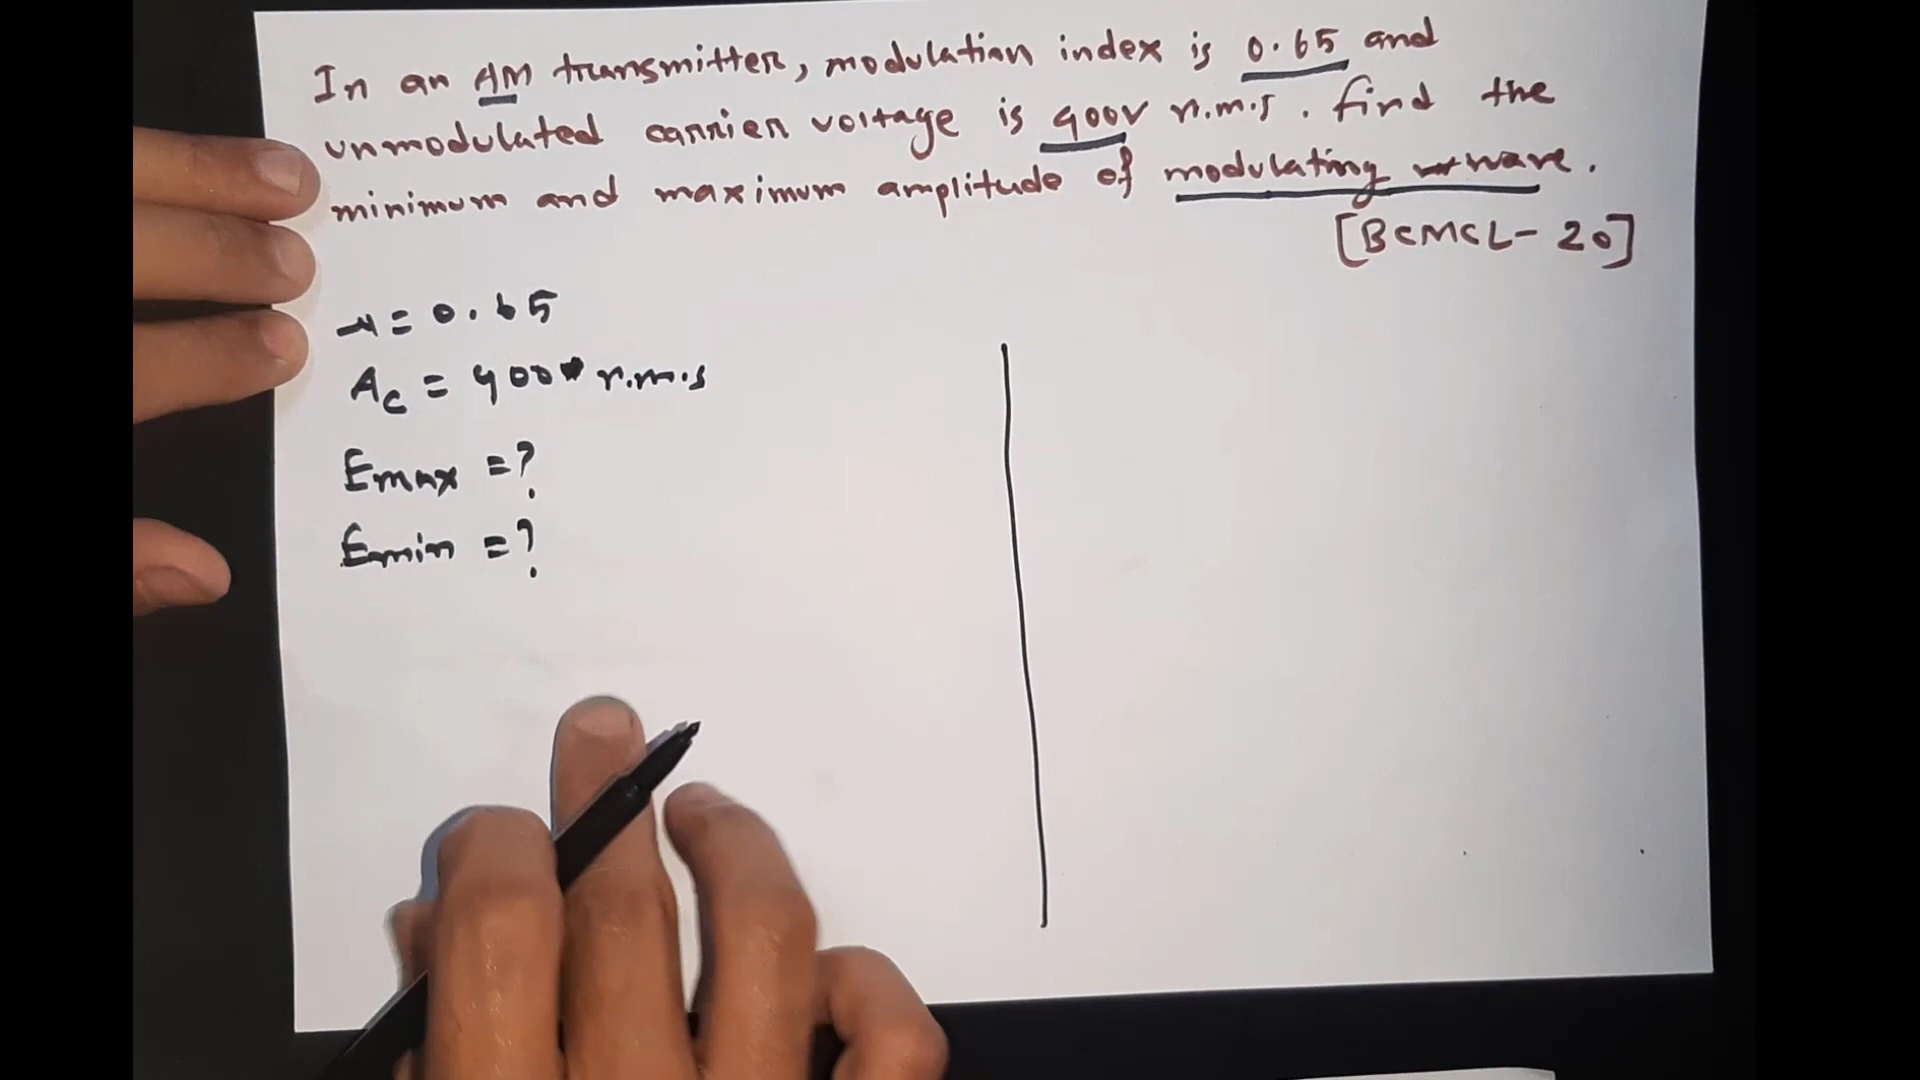 In an AM transmitter, modulation index is 0.65 and
unmodulated carrier voltage is 400V r.m.s. find the
minimum and maximum amplitude of modulating wave.
[BCMCL-20]
μ = 0.65
Ac = 400 r.m.s
Emax = ?
Emin = ?